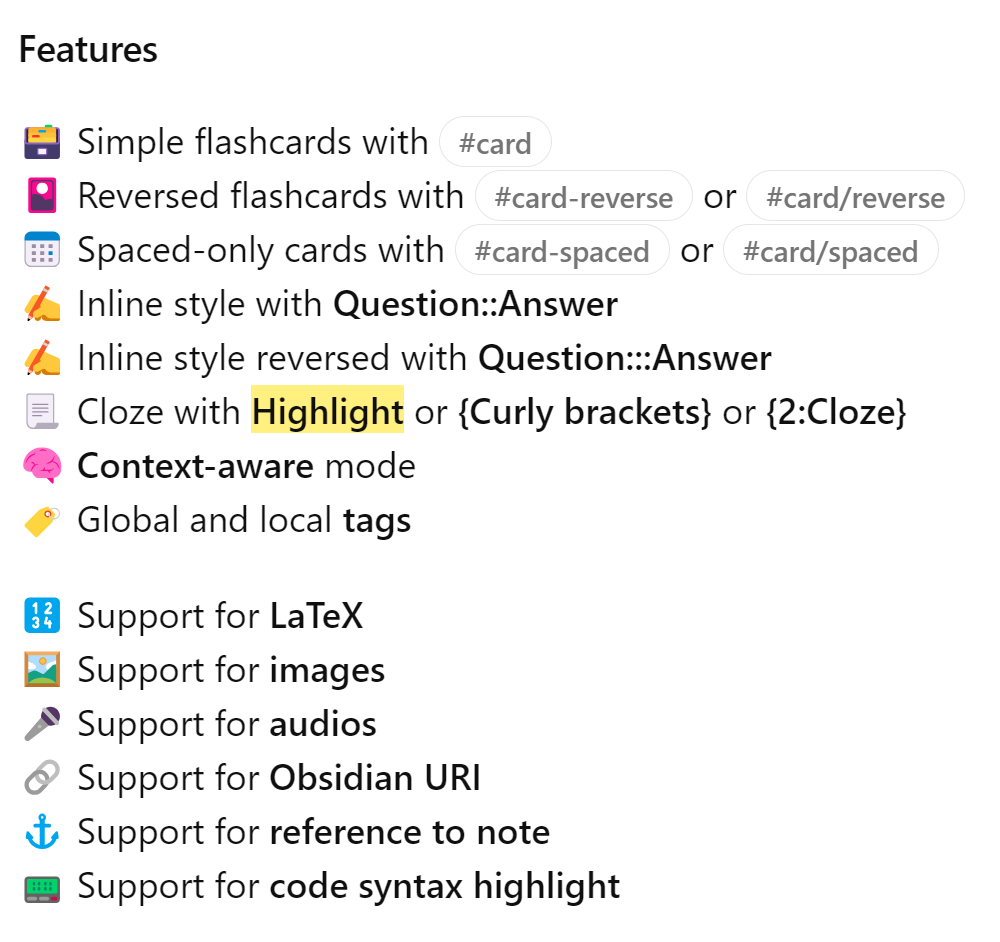 Features
Simple flashcards with #card
Reversed flashcards with #card-reverse or #card/reverse
Spaced-only cards with #card-spaced or #card/spaced
Inline style with Question::Answer
Inline style reversed with Question:::Answer
Cloze with Highlight or {Curly brackets} or {2:Cloze}
Context-aware mode
Global and local tags
Support for LaTeX
Support for images
Support for audios
Support for Obsidian URI
Support for reference to note
Support for code syntax highlight